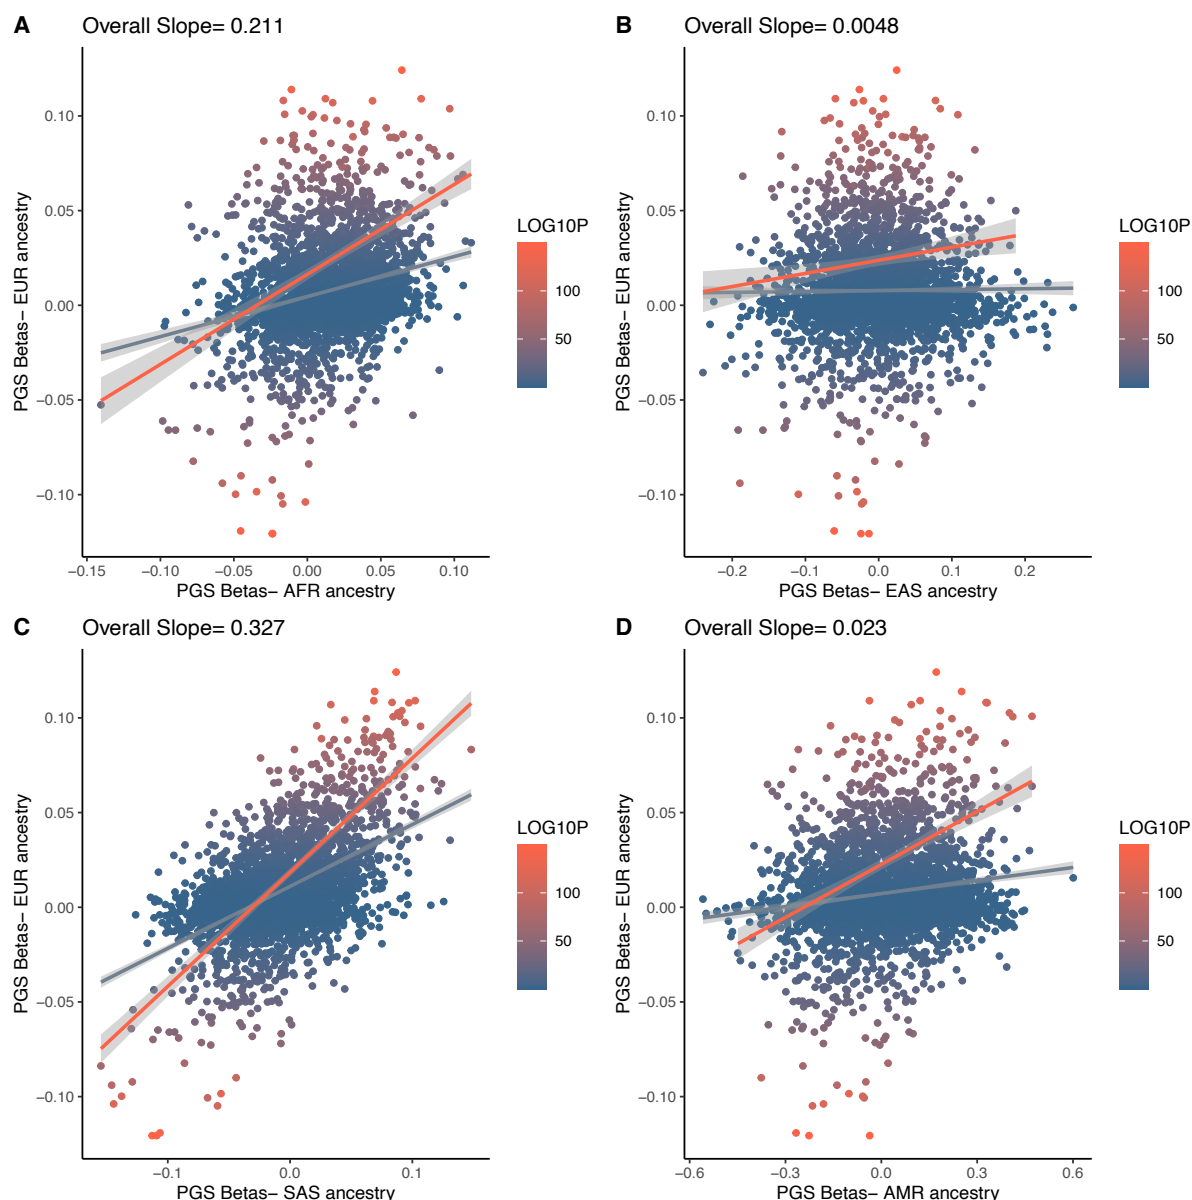 A Overall Slope= 0.211
PGS Betas− EUR ancestry
0.10
0.05
0.00
−0.05
−0.10
−0.15 −0.10 −0.05 0.00 0.05 0.10
PGS Betas− AFR ancestry
LOG10P
100
50
B Overall Slope= 0.0048
PGS Betas− EUR ancestry
0.10
0.05
0.00
−0.05
−0.10
−0.2 −0.1 0.0 0.1 0.2
PGS Betas− EAS ancestry
LOG10P
100
50
C Overall Slope= 0.327
PGS Betas− EUR ancestry
0.10
0.05
0.00
−0.05
−0.10
−0.1 0.0 0.1
PGS Betas− SAS ancestry
LOG10P
100
50
D Overall Slope= 0.023
PGS Betas− EUR ancestry
0.10
0.05
0.00
−0.05
−0.10
−0.6 −0.3 0.0 0.3 0.6
PGS Betas− AMR ancestry
LOG10P
100
50